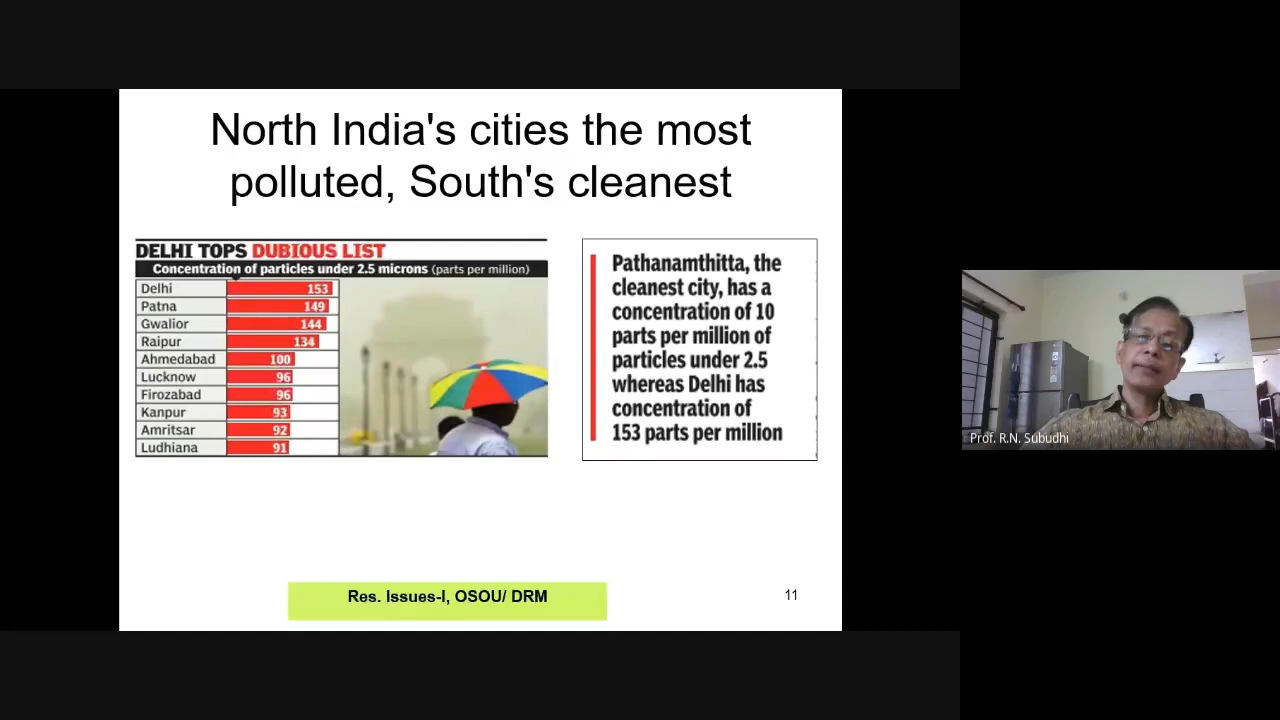 North India's cities the most
polluted, South's cleanest
DELHI TOPS DUBIOUS LIST
Concentration of particles under 2.5 microns (parts per million)
Delhi 153
Patna 149
Gwalior 144
Raipur 134
Ahmedabad 100
Lucknow 96
Firozabad 96
Kanpur 93
Amritsar 92
Ludhiana 91
Pathanamthitta, the
cleanest city, has a
concentration of 10
parts per million of
particles under 2.5
whereas Delhi has
concentration of
153 parts per million
Res. Issues-I, OSOU/ DRM
11
Prof. R.N. Subudhi